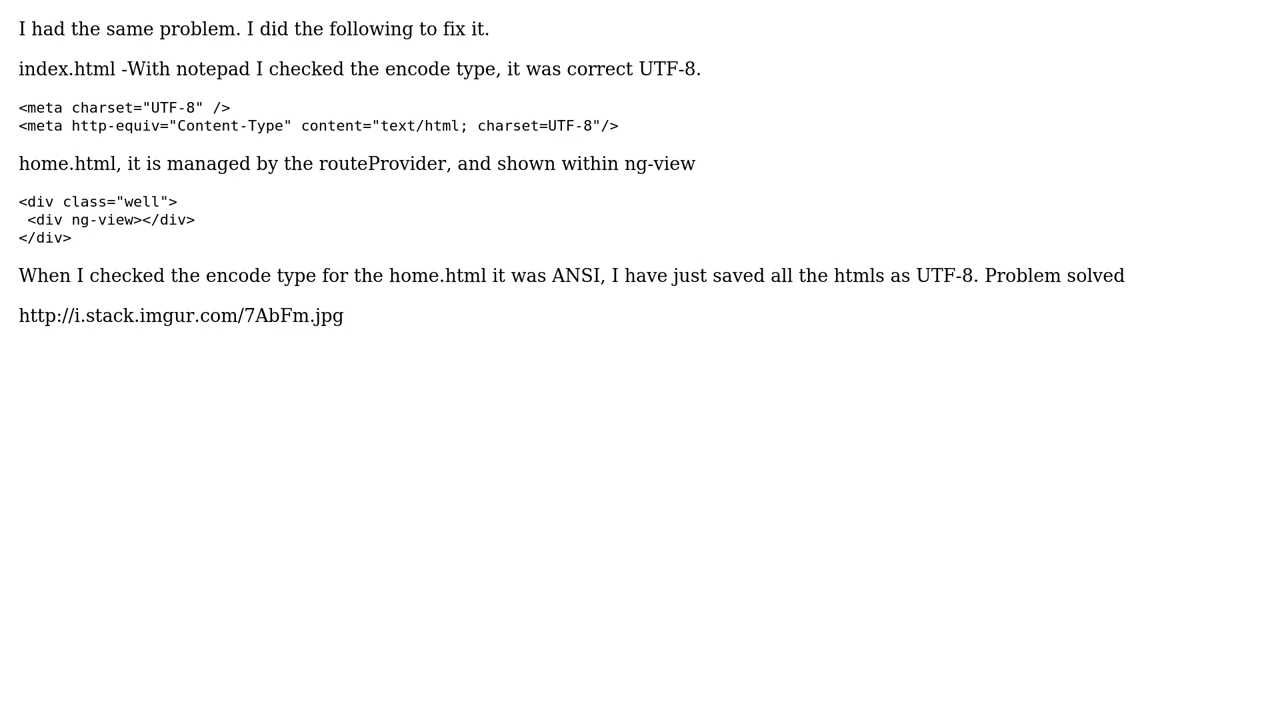 I had the same problem. I did the following to fix it.
index.html -With notepad I checked the encode type, it was correct UTF-8.
<meta charset="UTF-8" />
<meta http-equiv="Content-Type" content="text/html; charset=UTF-8"/>
home.html, it is managed by the routeProvider, and shown within ng-view
<div class="well">
 <div ng-view></div>
</div>
When I checked the encode type for the home.html it was ANSI, I have just saved all the htmls as UTF-8. Problem solved
http://i.stack.imgur.com/7AbFm.jpg